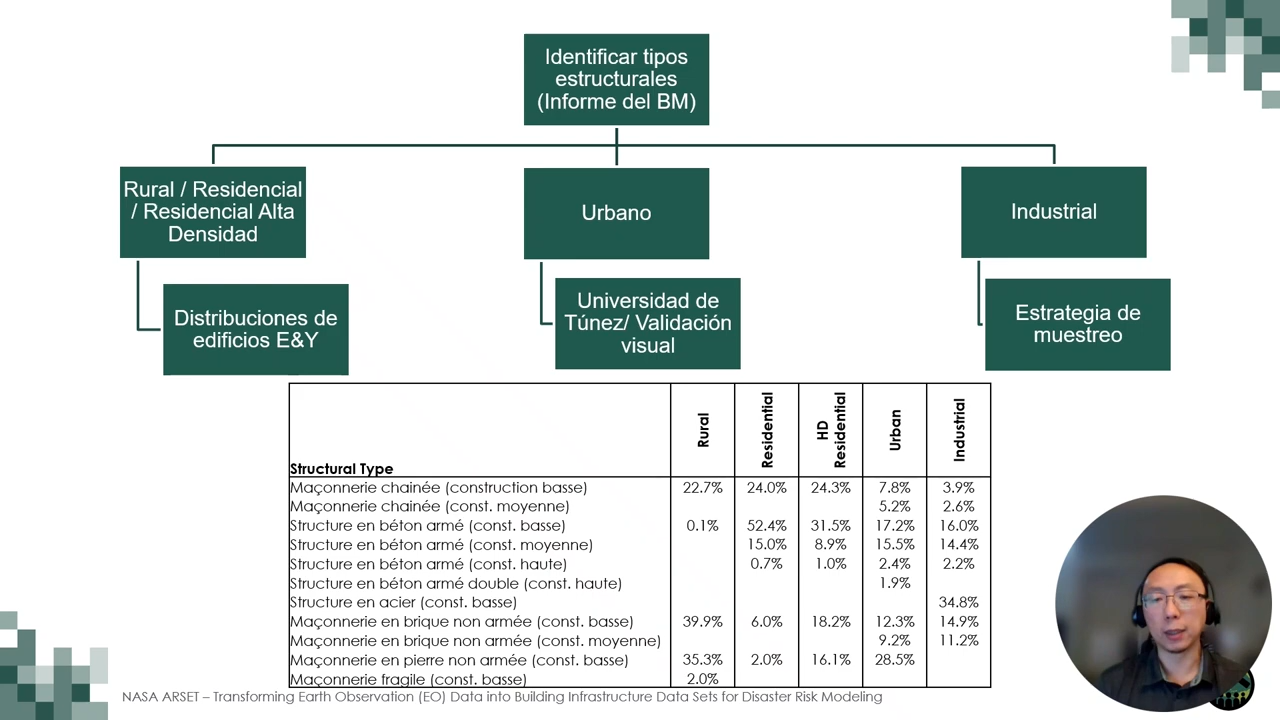 Identificar tipos
estructurales
(Informe del BM)
Rural / Residencial
/ Residencial Alta
Densidad
Urbano
Industrial
Distribuciones de
edificios E&Y
Universidad de
Túnez/ Validación
visual
Estrategia de
muestreo
Structural Type Rural Residential HD Residential Urban Industrial
Maçonnerie chainée (construction basse) 22.7% 24.0% 24.3% 7.8% 3.9%
Maçonnerie chainée (const. moyenne) 5.2% 2.6%
Structure en béton armé (const. basse) 0.1% 52.4% 31.5% 17.2% 16.0%
Structure en béton armé (const. moyenne) 15.0% 8.9% 15.5% 14.4%
Structure en béton armé (const. haute) 0.7% 1.0% 2.4% 2.2%
Structure en béton armé double (const. haute) 1.9%
Structure en acier (const. basse) 34.8%
Maçonnerie en brique non armée (const. basse) 39.9% 6.0% 18.2% 12.3% 14.9%
Maçonnerie en brique non armée (const. moyenne) 9.2% 11.2%
Maçonnerie en pierre non armée (const. basse) 35.3% 2.0% 16.1% 28.5%
Maçonnerie fragile (const. basse) 2.0%
NASA ARSET – Transforming Earth Observation (EO) Data into Building Infrastructure Data Sets for Disaster Risk Modeling